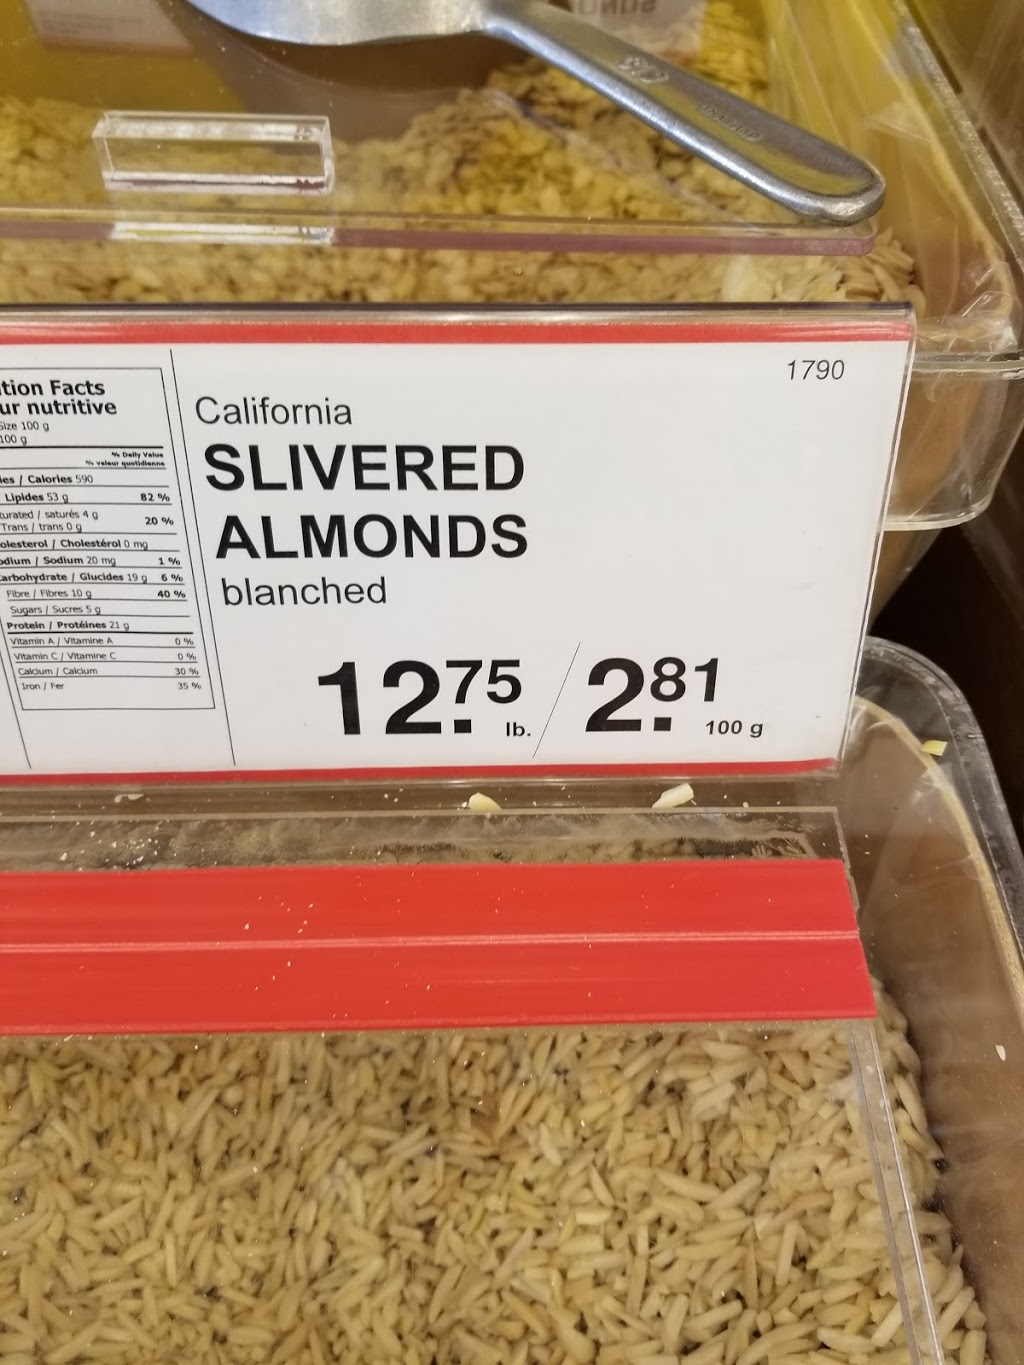 1790
tion Facts
ur nutritive
Size 100 g
100 g
% Daily Value
% valeur quotidienne
ies / Calories 590
Lipides 53 g 82 %
urated / saturés 4 g
Trans / trans 0 g 20 %
olesterol / Cholestérol 0 mg
odium / Sodium 20 mg 1 %
arbohydrate / Glucides 19 g 6 %
Fibre / Fibres 10 g 40 %
Sugars / Sucres 5 g
Protein / Protéines 21 g
Vitamin A / Vitamine A 0 %
Vitamin C / Vitamine C 0 %
Calcium / Calcium 30 %
Iron / Fer 35 %
California
SLIVERED
ALMONDS
blanched
12.75 lb. / 2.81 100 g